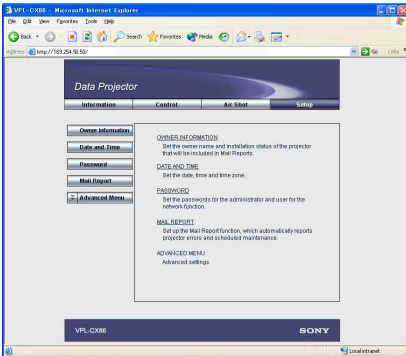 VPL-CX86 - Microsoft Internet Explorer
File Edit View Favorites Tools Help
Back Search Favorites Media
Address http://169.254.50.50/ Go Links
Data Projector
Information Control Air Shot Setup
Owner Information
Date and Time
Password
Mail Report
Advanced Menu
OWNER INFORMATION
Set the owner name and installation status of the projector
that will be included in Mail Reports.
DATE AND TIME
Set the date, time and time zone.
PASSWORD
Set the passwords for the administrator and user for the
network function.
MAIL REPORT
Set up the Mail Report function, which automatically reports
projector errors and scheduled maintenance.
ADVANCED MENU
Advanced settings.
VPL-CX86 SONY
Local intranet